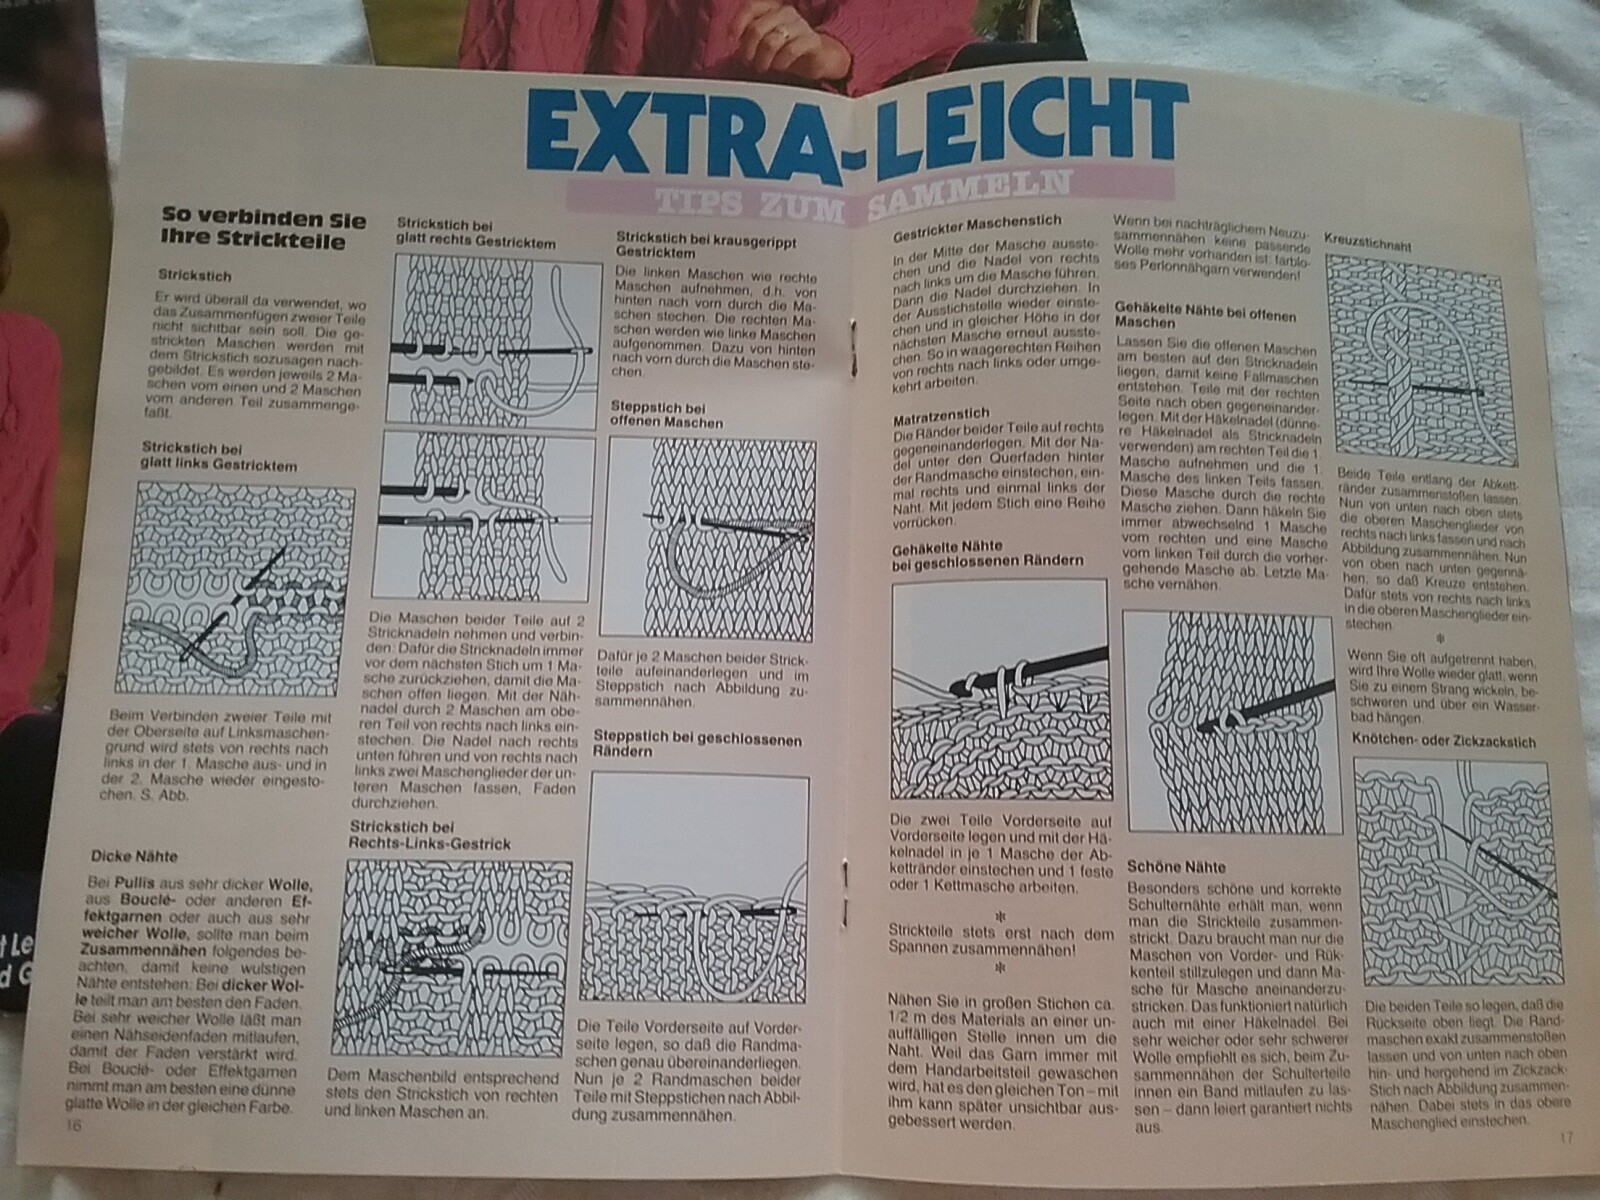 EXTRA-LEICHT
TIPS ZUM SAMMELN
So verbinden Sie
Ihre Strickteile
Strickstich
Er wird überall da verwendet, wo
das Zusammenfügen zweier Teile
nicht sichtbar sein soll. Die ge-
strickten Maschen werden mit
dem Strickstich sozusagen nach-
gebildet. Es werden jeweils 2 Ma-
schen vom einen und 2 Maschen
vom anderen Teil zusammenge-
faßt.
Strickstich bei
glatt links Gestricktem
Beim Verbinden zweier Teile mit
der Oberseite auf Linksmaschen-
grund wird stets von rechts nach
links in der 1. Masche aus- und in
der 2. Masche wieder eingesto-
chen. S. Abb.
Dicke Nähte
Bei Pullis aus sehr dicker Wolle,
aus Bouclé- oder anderen Ef-
fektgarnen oder auch aus sehr
weicher Wolle, sollte man beim
Zusammennähen folgendes be-
achten, damit keine wulstigen
Nähte entstehen: Bei dicker Wol-
le teilt man am besten den Faden.
Bei sehr weicher Wolle läßt man
einen Nähseidenfaden mitlaufen,
damit der Faden verstärkt wird.
Bei Bouclé- oder Effektgarnen
nimmt man am besten eine dünne
glatte Wolle in der gleichen Farbe.
16
Strickstich bei
glatt rechts Gestricktem
Die Maschen beider Teile auf 2
Stricknadeln nehmen und verbin-
den: Dafür die Stricknadeln immer
vor dem nächsten Stich um 1 Ma-
sche zurückziehen, damit die Ma-
schen offen liegen. Mit der Näh-
nadel durch 2 Maschen am obe-
ren Teil von rechts nach links ein-
stechen. Die Nadel nach rechts
unten führen und von rechts nach
links zwei Maschenglieder der un-
teren Maschen fassen, Faden
durchziehen.
Strickstich bei
Rechts-Links-Gestrick
Dem Maschenbild entsprechend
stets den Strickstich von rechten
und linken Maschen an.
Strickstich bei krausgerippt
Gestricktem
Die linken Maschen wie rechte
Maschen aufnehmen, d.h. von
hinten nach vorn durch die Ma-
schen stechen. Die rechten Ma-
schen werden wie linke Maschen
aufgenommen. Dazu von hinten
nach vorn durch die Maschen ste-
chen.
Steppstich bei
offenen Maschen
Dafür je 2 Maschen beider Strick-
teile aufeinanderlegen und im
Steppstich nach Abbildung zu-
sammennähen.
Steppstich bei geschlossenen
Rändern
Die Teile Vorderseite auf Vorder-
seite legen, so daß die Randma-
schen genau übereinanderliegen.
Nun je 2 Randmaschen beider
Teile mit Steppstichen nach Abbil-
dung zusammennähen.
Gestrickter Maschenstich
In der Mitte der Masche ausste-
chen und die Nadel von rechts
nach links um die Masche führen.
Dann die Nadel durchziehen. In
der Ausstichstelle wieder einste-
chen und in gleicher Höhe in der
nächsten Masche erneut ausste-
chen. So in waagerechten Reihen
von rechts nach links oder umge-
kehrt arbeiten.
Matratzenstich
Die Ränder beider Teile auf rechts
gegeneinanderlegen. Mit der Na-
del unter den Querfaden hinter
der Randmasche einstechen, ein-
mal rechts und einmal links der
Naht. Mit jedem Stich eine Reihe
vorrücken.
Gehäkelte Nähte
bei geschlossenen Rändern
Die zwei Teile Vorderseite auf
Vorderseite legen und mit der Hä-
kelnadel in je 1 Masche der Ab-
kettränder einstechen und 1 feste
oder 1 Kettmasche arbeiten.
*
Strickteile stets erst nach dem
Spannen zusammennähen!
*
Nähen Sie in großen Stichen ca.
1/2 m des Materials an einer un-
auffälligen Stelle innen um die
Naht. Weil das Garn immer mit
dem Handarbeitsteil gewaschen
wird, hat es den gleichen Ton – mit
ihm kann später unsichtbar aus-
gebessert werden.
Wenn bei nachträglichem Neuzu-
sammennähen keine passende
Wolle mehr vorhanden ist: farblo-
ses Perlonnähgarn verwenden!
Gehäkelte Nähte bei offenen
Maschen
Lassen Sie die offenen Maschen
am besten auf den Stricknadeln
liegen, damit keine Fallmaschen
entstehen. Teile mit der rechten
Seite nach oben gegeneinander-
legen. Mit der Häkelnadel (dünne-
re Häkelnadel als Stricknadeln
verwenden) am rechten Teil die 1.
Masche aufnehmen und die 1.
Masche des linken Teils fassen.
Diese Masche durch die rechte
Masche ziehen. Dann häkeln Sie
immer abwechselnd 1 Masche
vom rechten und eine Masche
vom linken Teil durch die vorher-
gehende Masche ab. Letzte Ma-
sche vernähen.
Schöne Nähte
Besonders schöne und korrekte
Schulternähte erhält man, wenn
man die Strickteile zusammen-
strickt. Dazu braucht man nur die
Maschen von Vorder- und Rük-
kenteil stillzulegen und dann Ma-
sche für Masche aneinanderzu-
stricken. Das funktioniert natürlich
auch mit einer Häkelnadel. Bei
sehr weicher oder sehr schwerer
Wolle empfiehlt es sich, beim Zu-
sammennähen der Schulterteile
innen ein Band mitlaufen zu las-
sen – dann leiert garantiert nichts
aus.
Kreuzstichnaht
Beide Teile entlang der Abkett-
ränder zusammenstoßen lassen.
Nun von unten nach oben stets
die oberen Maschenglieder von
rechts nach links fassen und nach
Abbildung zusammennähen. Nun
von oben nach unten gegennä-
hen, so daß Kreuze entstehen.
Dafür stets von rechts nach links
in die oberen Maschenglieder ein-
stechen.
*
Wenn Sie oft aufgetrennt haben,
wird Ihre Wolle wieder glatt, wenn
Sie zu einem Strang wickeln, be-
schweren und über ein Wasser-
bad hängen.
Knötchen- oder Zickzackstich
Die beiden Teile so legen, daß die
Rückseite oben liegt. Die Rand-
maschen exakt zusammenstoßen
lassen und von unten nach oben
hin- und hergehend im Zickzack-
Stich nach Abbildung zusammen-
nähen. Dabei stets in das obere
Maschenglied einstechen.
17